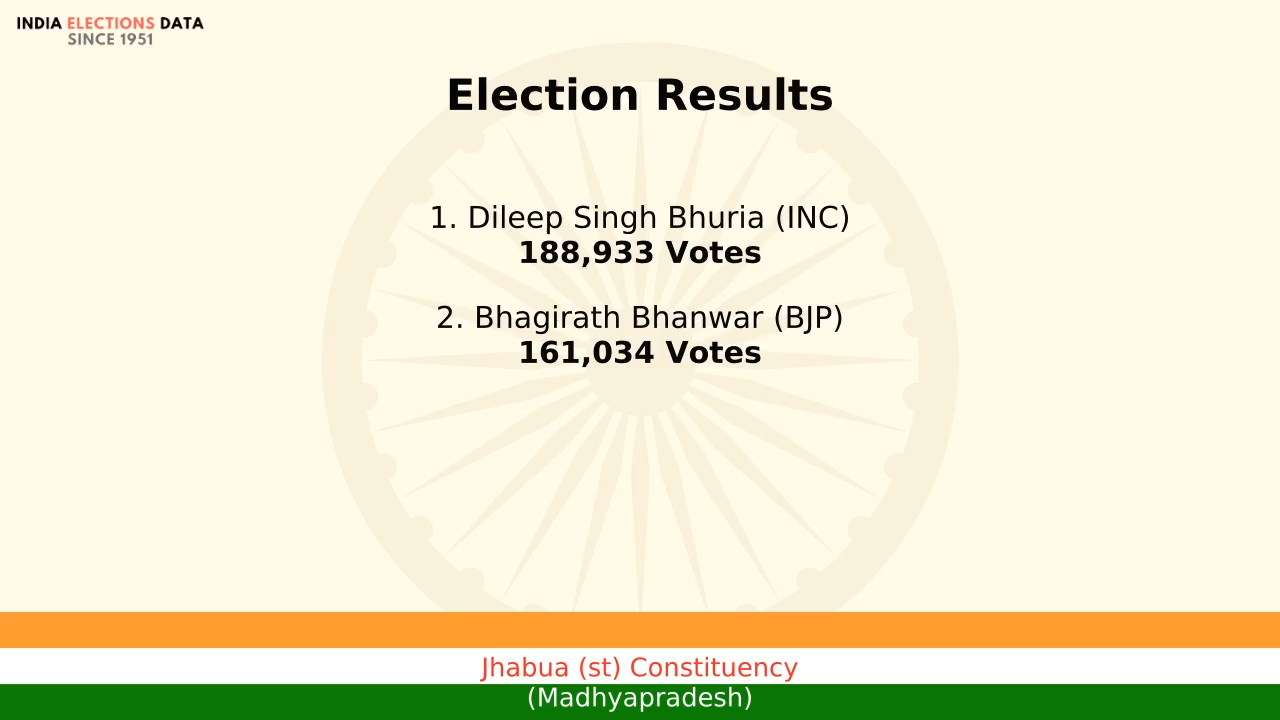 INDIA ELECTIONS DATA
SINCE 1951
Election Results
1. Dileep Singh Bhuria (INC)
188,933 Votes
2. Bhagirath Bhanwar (BJP)
161,034 Votes
Jhabua (st) Constituency
(Madhyapradesh)